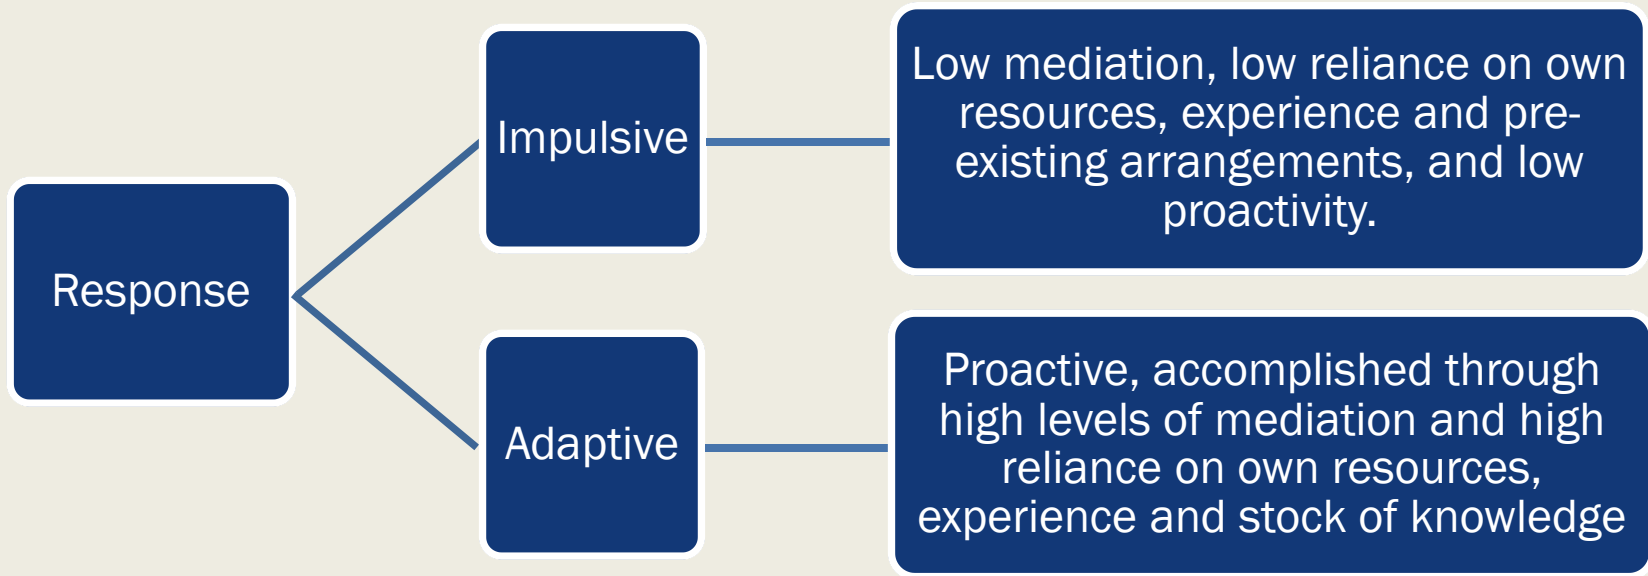 Response
Impulsive
Low mediation, low reliance on own
resources, experience and pre-
existing arrangements, and low
proactivity.
Adaptive
Proactive, accomplished through
high levels of mediation and high
reliance on own resources,
experience and stock of knowledge